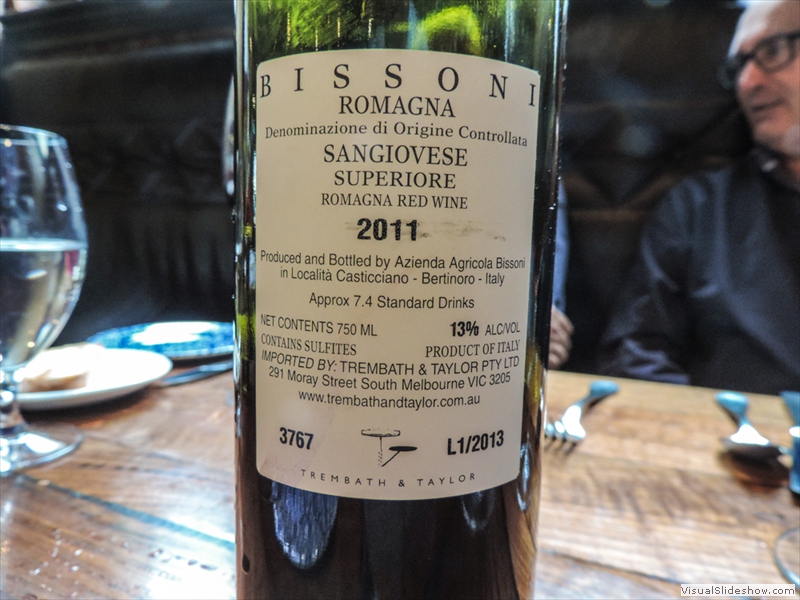 BISSONI
ROMAGNA
Denominazione di Origine Controllata
SANGIOVESE
SUPERIORE
ROMAGNA RED WINE
2011
Produced and Bottled by Azienda Agricola Bissoni
in Località Casticciano - Bertinoro - Italy
Approx 7.4 Standard Drinks
NET CONTENTS 750 ML 13% ALC/VOL
CONTAINS SULFITES PRODUCT OF ITALY
IMPORTED BY: TREMBATH & TAYLOR PTY LTD
291 Moray Street South Melbourne VIC 3205
www.trembathandtaylor.com.au
3767 L1/2013
TREMBATH & TAYLOR
VisualSlideshow.com